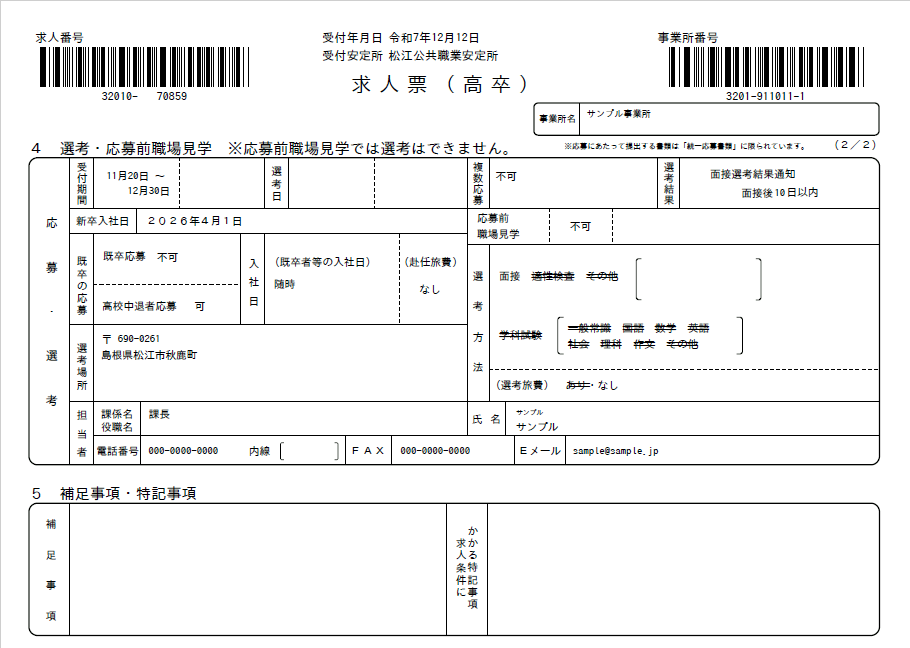 求人番号
32010-　70859
受付年月日 令和7年12月12日
受付安定所 松江公共職業安定所
求人票（高卒）
事業所番号
3201-911011-1
事業所名 サンプル事業所
4　選考・応募前職場見学　※応募前職場見学では選考はできません。
※応募にあたって提出する書類は「統一応募書類」に限られています。
（2／2）
応募・選考
受付期間
11月20日 ～
12月30日
選考日
複数応募
不可
選考結果
面接選考結果通知
面接後10日以内
新卒入社日　２０２６年４月１日
応募前
職場見学
不可
既卒の応募
既卒応募　不可
高校中退者応募　可
入社日
（既卒者等の入社日）
随時
（赴任旅費）
なし
選考方法
面接　適性検査　その他
学科試験
一般常識　国語　数学　英語
社会　理科　作文　その他
（選考旅費）　あり・なし
選考場所
〒 690-0261
島根県松江市秋鹿町
担当者
課係名
役職名
課長
氏名
サンプル
サンプル
電話番号　000-0000-0000　内線
ＦＡＸ　000-0000-0000
Ｅメール　sample@sample.jp
5　補足事項・特記事項
補足事項
求人条件に
かかる特記事項